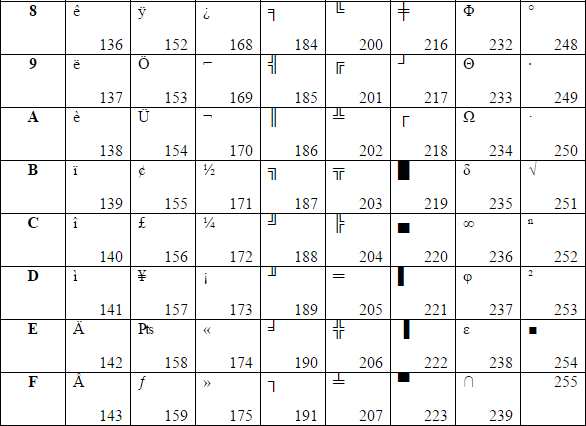 8 ê ÿ ¿ ╕ ╚ ╪ Φ °
136 152 168 184 200 216 232 248
9 ë Ö ⌐ ╣ ╔ ┘ Θ ∙
137 153 169 185 201 217 233 249
A è Ü ¬ ║ ╩ ┌ Ω ·
138 154 170 186 202 218 234 250
B ï ¢ ½ ╗ ╦ █ δ √
139 155 171 187 203 219 235 251
C î £ ¼ ╝ ╠ ▄ ∞ ⁿ
140 156 172 188 204 220 236 252
D ì ¥ ¡ ╜ ═ ▌ φ ²
141 157 173 189 205 221 237 253
E Ä ₧ « ╛ ╬ ▐ ε ■
142 158 174 190 206 222 238 254
F Å ƒ » ┐ ╧ ▀ ∩ 255
143 159 175 191 207 223 239